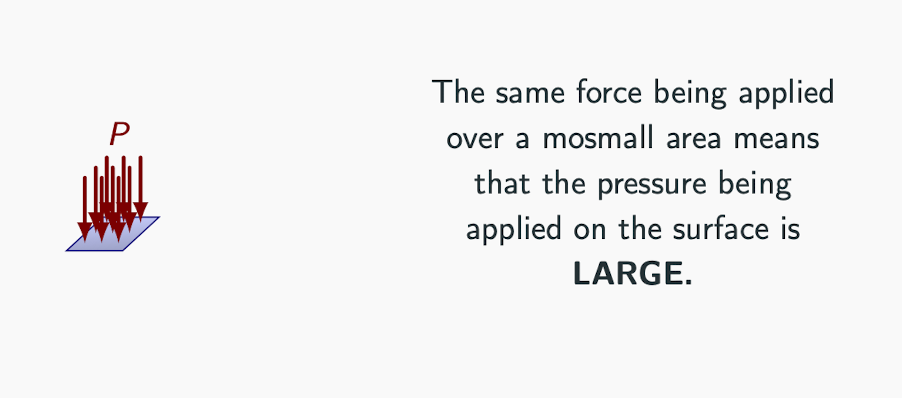 P
The same force being applied
over a mosmall area means
that the pressure being
applied on the surface is
LARGE.